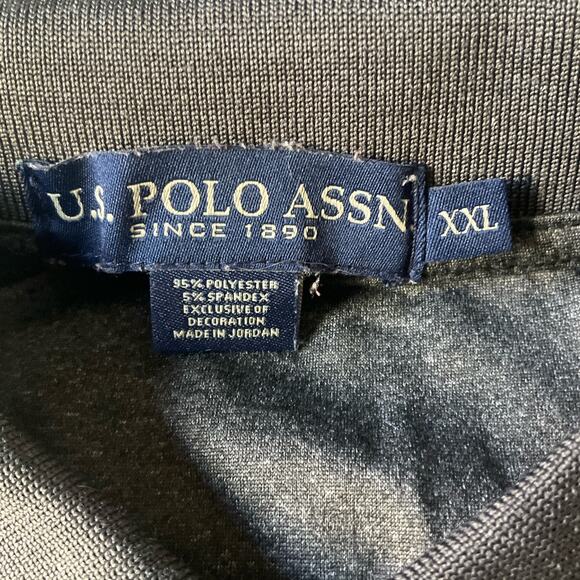 U.S. POLO ASSN.
SINCE 1890
XXL
95% POLYESTER
5% SPANDEX
EXCLUSIVE OF
DECORATION
MADE IN JORDAN